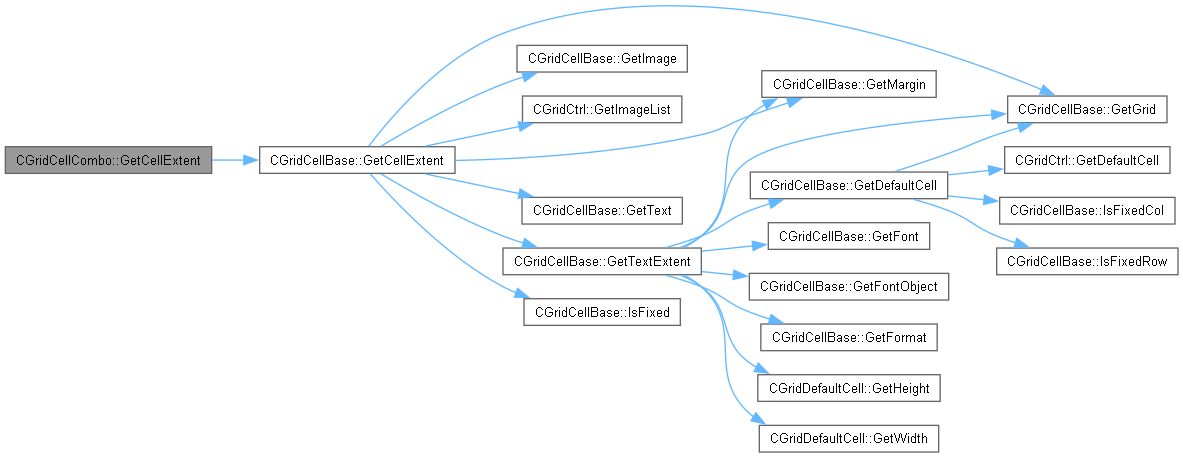 CGridCellCombo::GetCellExtent
CGridCellBase::GetCellExtent
CGridCellBase::GetImage
CGridCtrl::GetImageList
CGridCellBase::GetText
CGridCellBase::GetTextExtent
CGridCellBase::IsFixed
CGridCellBase::GetMargin
CGridCellBase::GetDefaultCell
CGridCellBase::GetFont
CGridCellBase::GetFontObject
CGridCellBase::GetFormat
CGridDefaultCell::GetHeight
CGridDefaultCell::GetWidth
CGridCellBase::GetGrid
CGridCtrl::GetDefaultCell
CGridCellBase::IsFixedCol
CGridCellBase::IsFixedRow